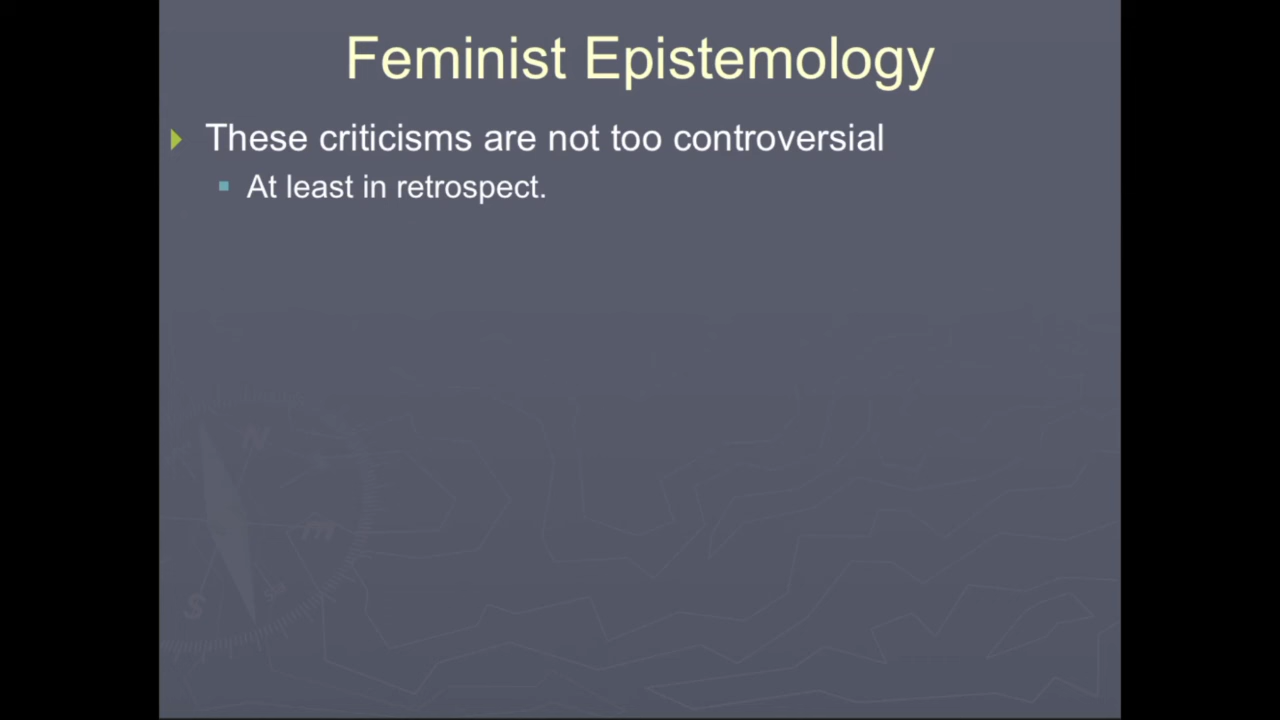 Feminist Epistemology
These criticisms are not too controversial
At least in retrospect.
N
E
S